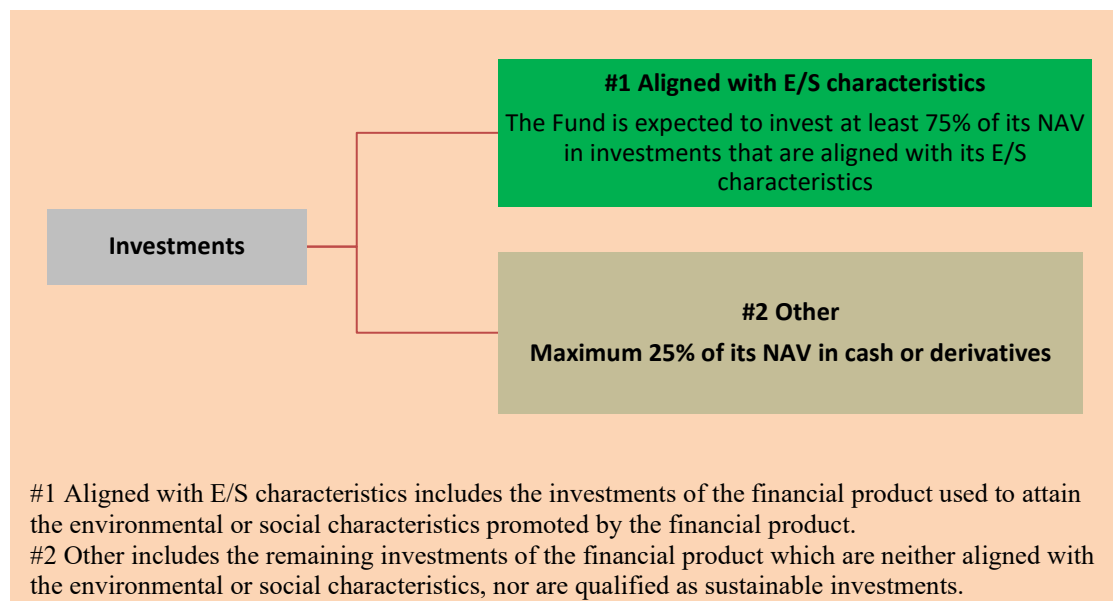 #1 Aligned with E/S characteristics
The Fund is expected to invest at least 75% of its NAV
in investments that are aligned with its E/S
characteristics
Investments
#2 Other
Maximum 25% of its NAV in cash or derivatives
#1 Aligned with E/S characteristics includes the investments of the financial product used to attain
the environmental or social characteristics promoted by the financial product.
#2 Other includes the remaining investments of the financial product which are neither aligned with
the environmental or social characteristics, nor are qualified as sustainable investments.